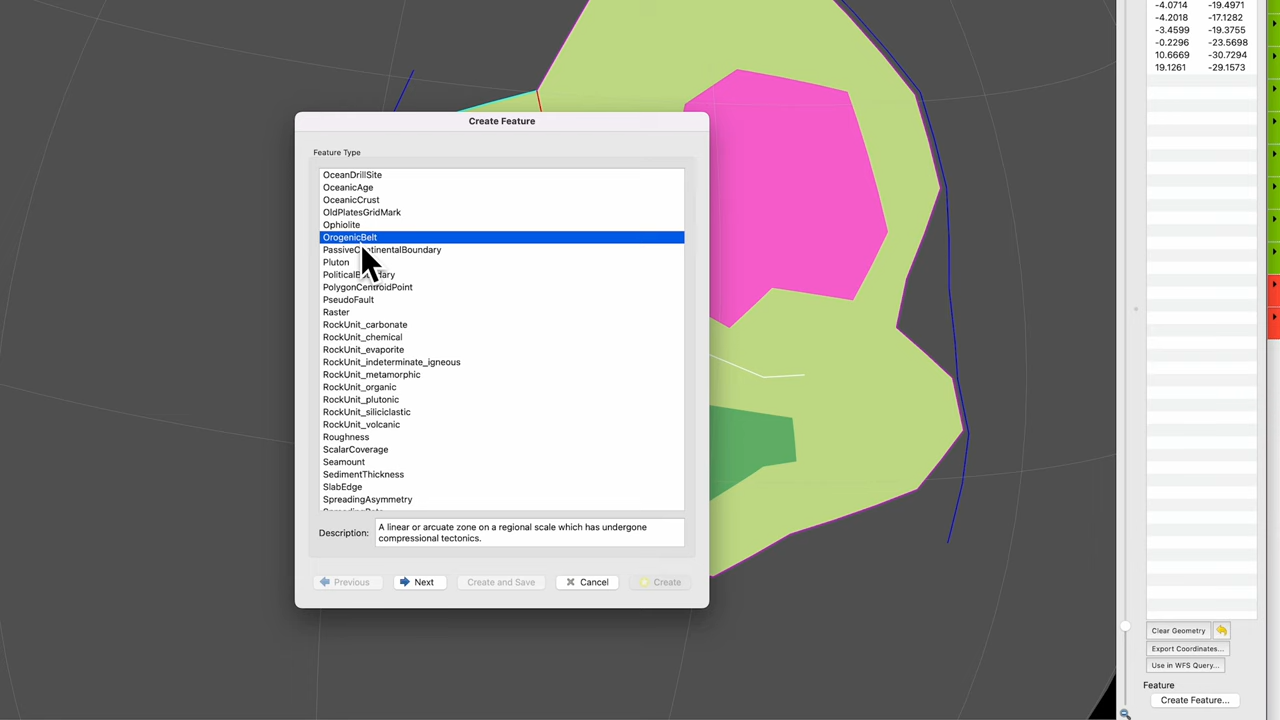 -4.0714 -19.4971
-4.2018 -17.1282
-3.4599 -19.3755
-0.2296 -23.5698
10.6669 -30.7294
19.1261 -29.1573
Create Feature
Feature Type
OceanDrillSite
OceanicAge
OceanicCrust
OldPlatesGridMark
Ophiolite
OrogenicBelt
PassiveContinentalBoundary
Pluton
PoliticalBoundary
PolygonCentroidPoint
PseudoFault
Raster
RockUnit_carbonate
RockUnit_chemical
RockUnit_evaporite
RockUnit_indeterminate_igneous
RockUnit_metamorphic
RockUnit_organic
RockUnit_plutonic
RockUnit_siliciclastic
RockUnit_volcanic
Roughness
ScalarCoverage
Seamount
SedimentThickness
SlabEdge
SpreadingAsymmetry
Description: A linear or arcuate zone on a regional scale which has undergone
compressional tectonics.
Previous Next Create and Save Cancel Create
Clear Geometry
Export Coordinates...
Use in WFS Query...
Feature
Create Feature...